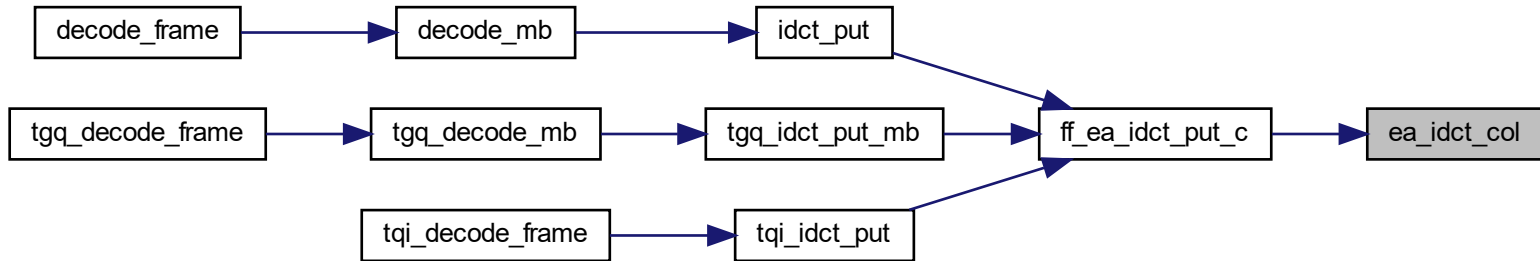 decode_frame
decode_mb
idct_put
tgq_decode_frame
tgq_decode_mb
tgq_idct_put_mb
ff_ea_idct_put_c
ea_idct_col
tqi_decode_frame
tqi_idct_put